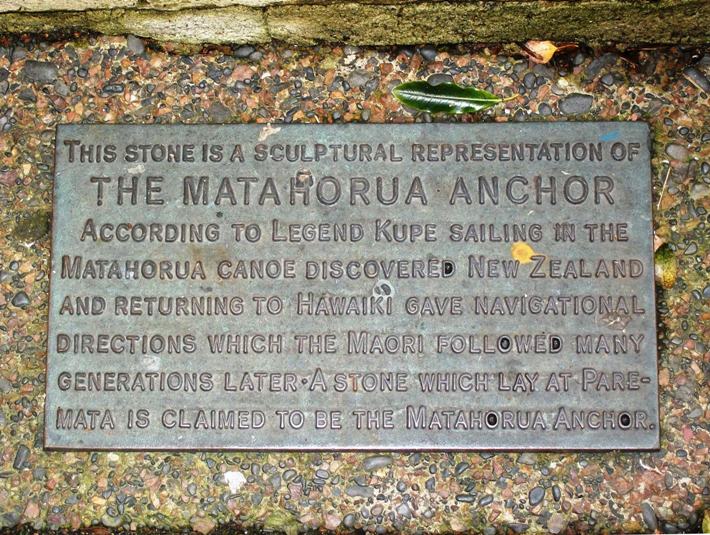 This stone is a sculptural representation of
The Matahorua Anchor
According to Legend Kupe sailing in the
Matahorua canoe discovered New Zealand
and returning to Hawaiki gave navigational
directions which the Maori followed many
generations later·A stone which lay at Pare-
mata is claimed to be the Matahorua Anchor.